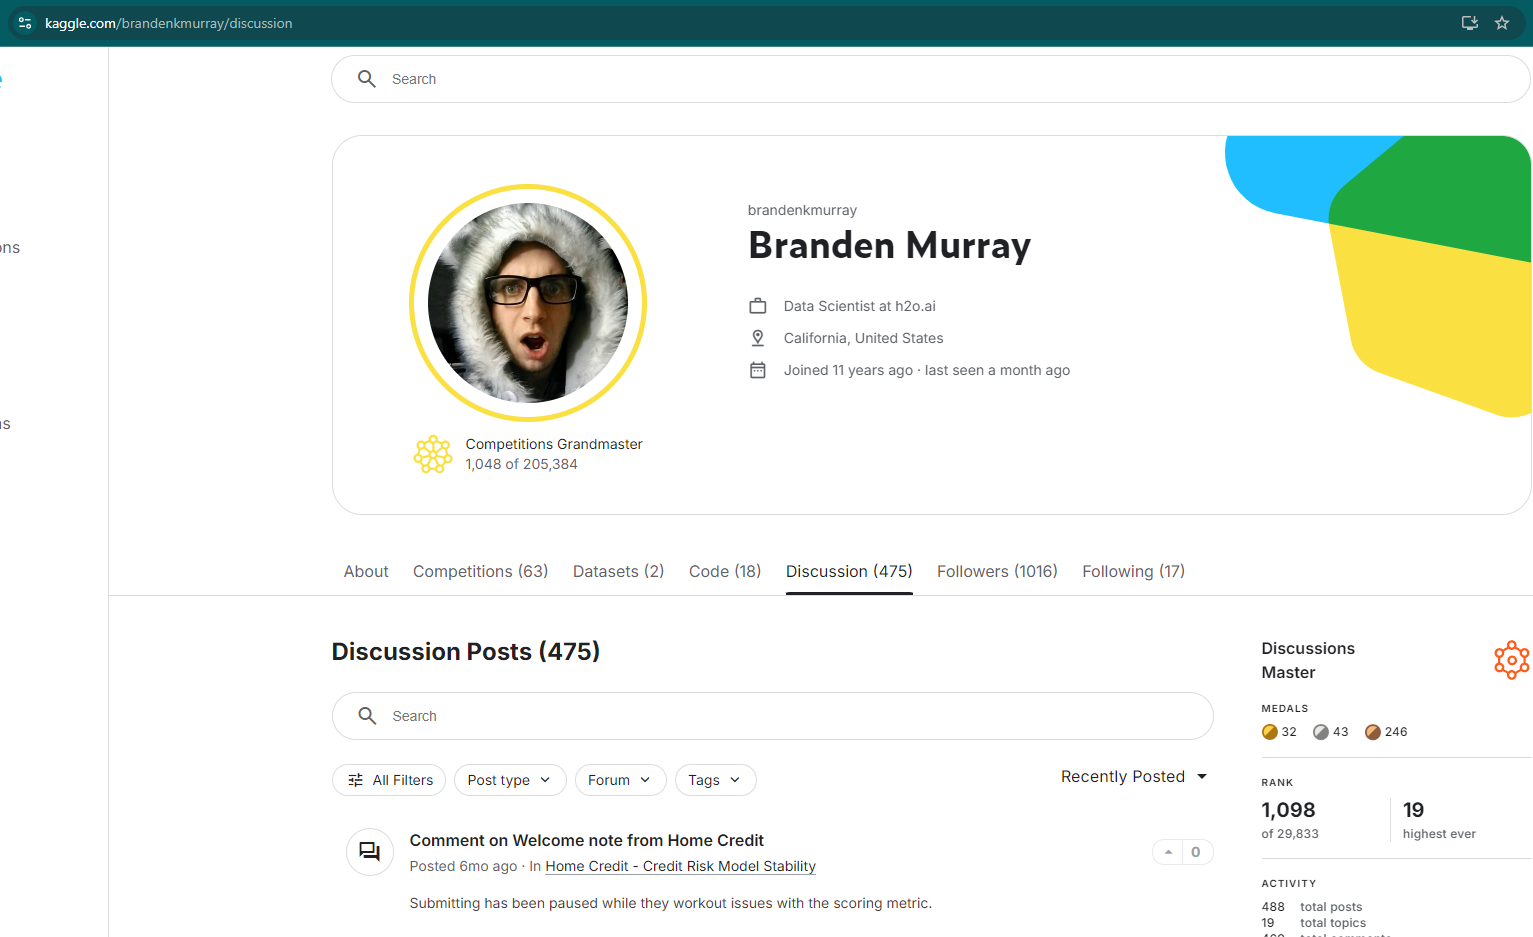 kaggle.com/brandenkmurray/discussion
Search
ons
s
brandenkmurray
Branden Murray
Data Scientist at h2o.ai
California, United States
Joined 11 years ago · last seen a month ago
Competitions Grandmaster
1,048 of 205,384
About Competitions (63) Datasets (2) Code (18) Discussion (475) Followers (1016) Following (17)
Discussion Posts (475)
Search
All Filters Post type Forum Tags Recently Posted
Comment on Welcome note from Home Credit
Posted 6mo ago · In Home Credit - Credit Risk Model Stability
0
Submitting has been paused while they workout issues with the scoring metric.
Discussions
Master
MEDALS
32 43 246
RANK
1,098 19
of 29,833 highest ever
ACTIVITY
488 total posts
19 total topics
total comments